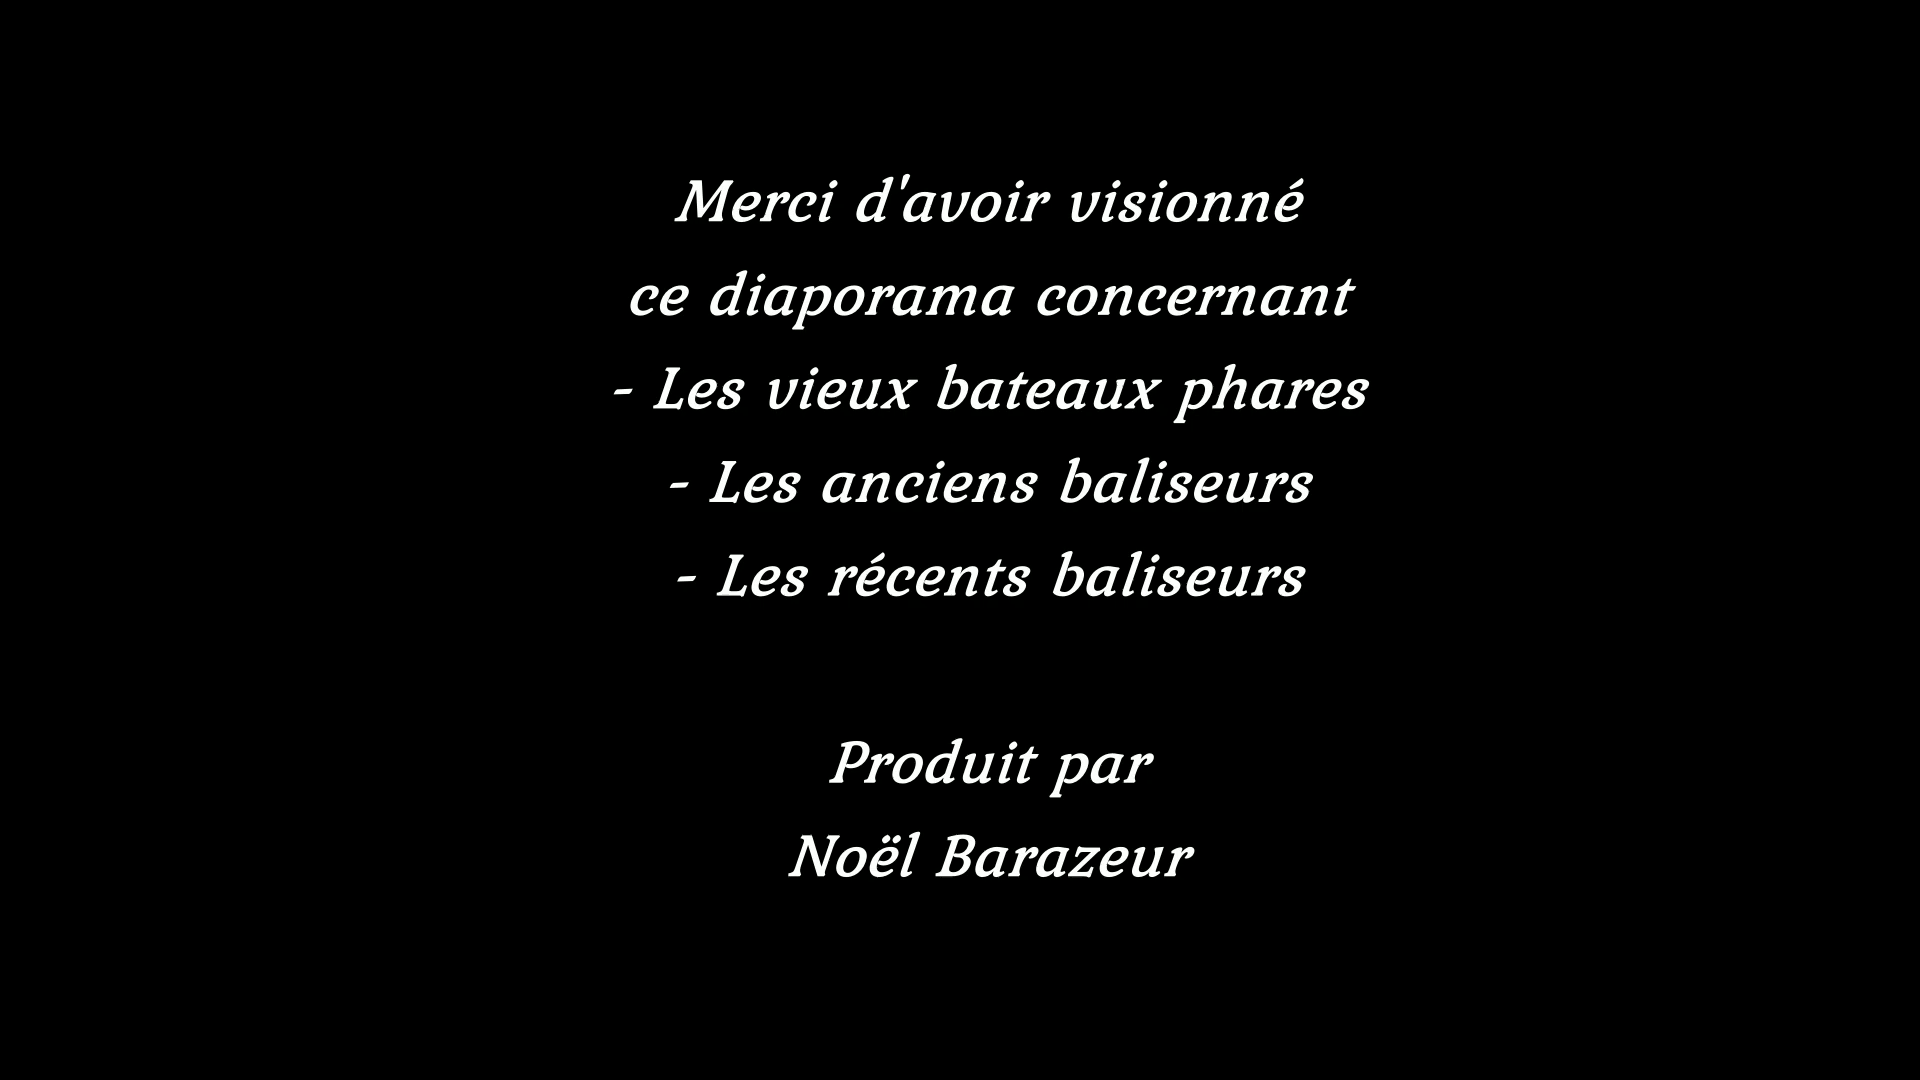 Merci d'avoir visionné
ce diaporama concernant
- Les vieux bateaux phares
- Les anciens baliseurs
- Les récents baliseurs
Produit par
Noël Barazeur